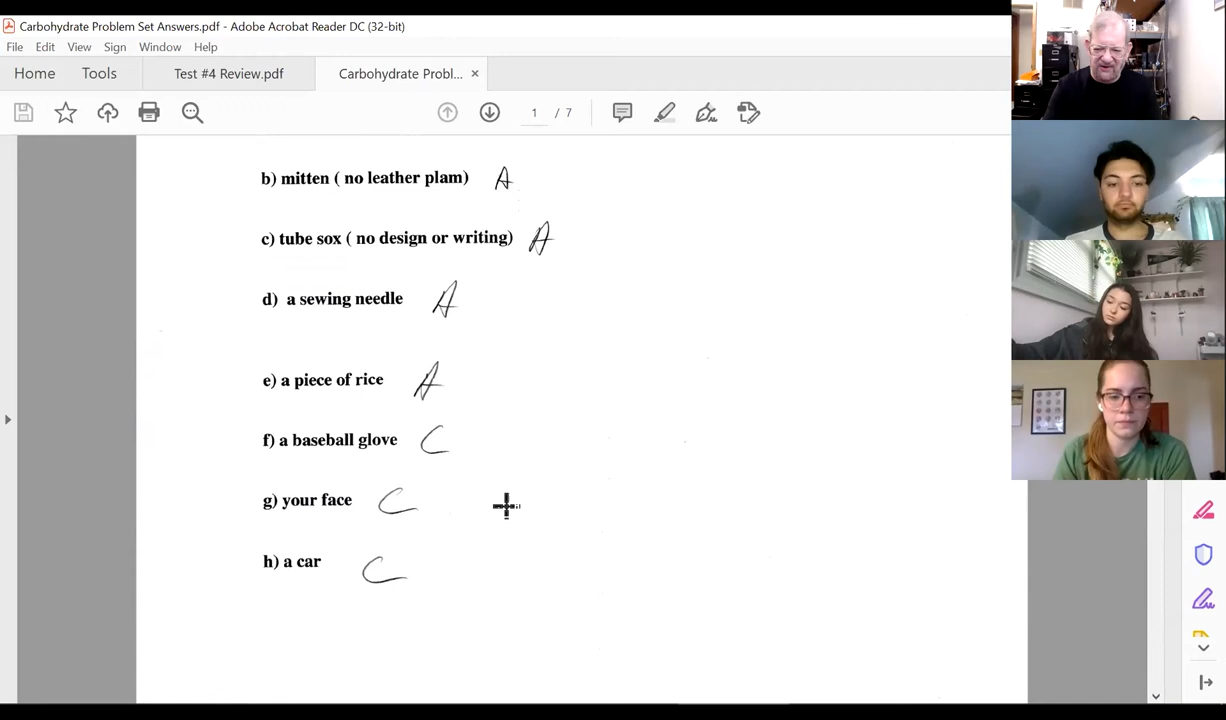 Carbohydrate Problem Set Answers.pdf - Adobe Acrobat Reader DC (32-bit)
File Edit View Sign Window Help
Home Tools Test #4 Review.pdf Carbohydrate Probl... ×
1 / 7
b) mitten ( no leather plam) A
c) tube sox ( no design or writing) A
d) a sewing needle A
e) a piece of rice A
f) a baseball glove C
g) your face C
h) a car C